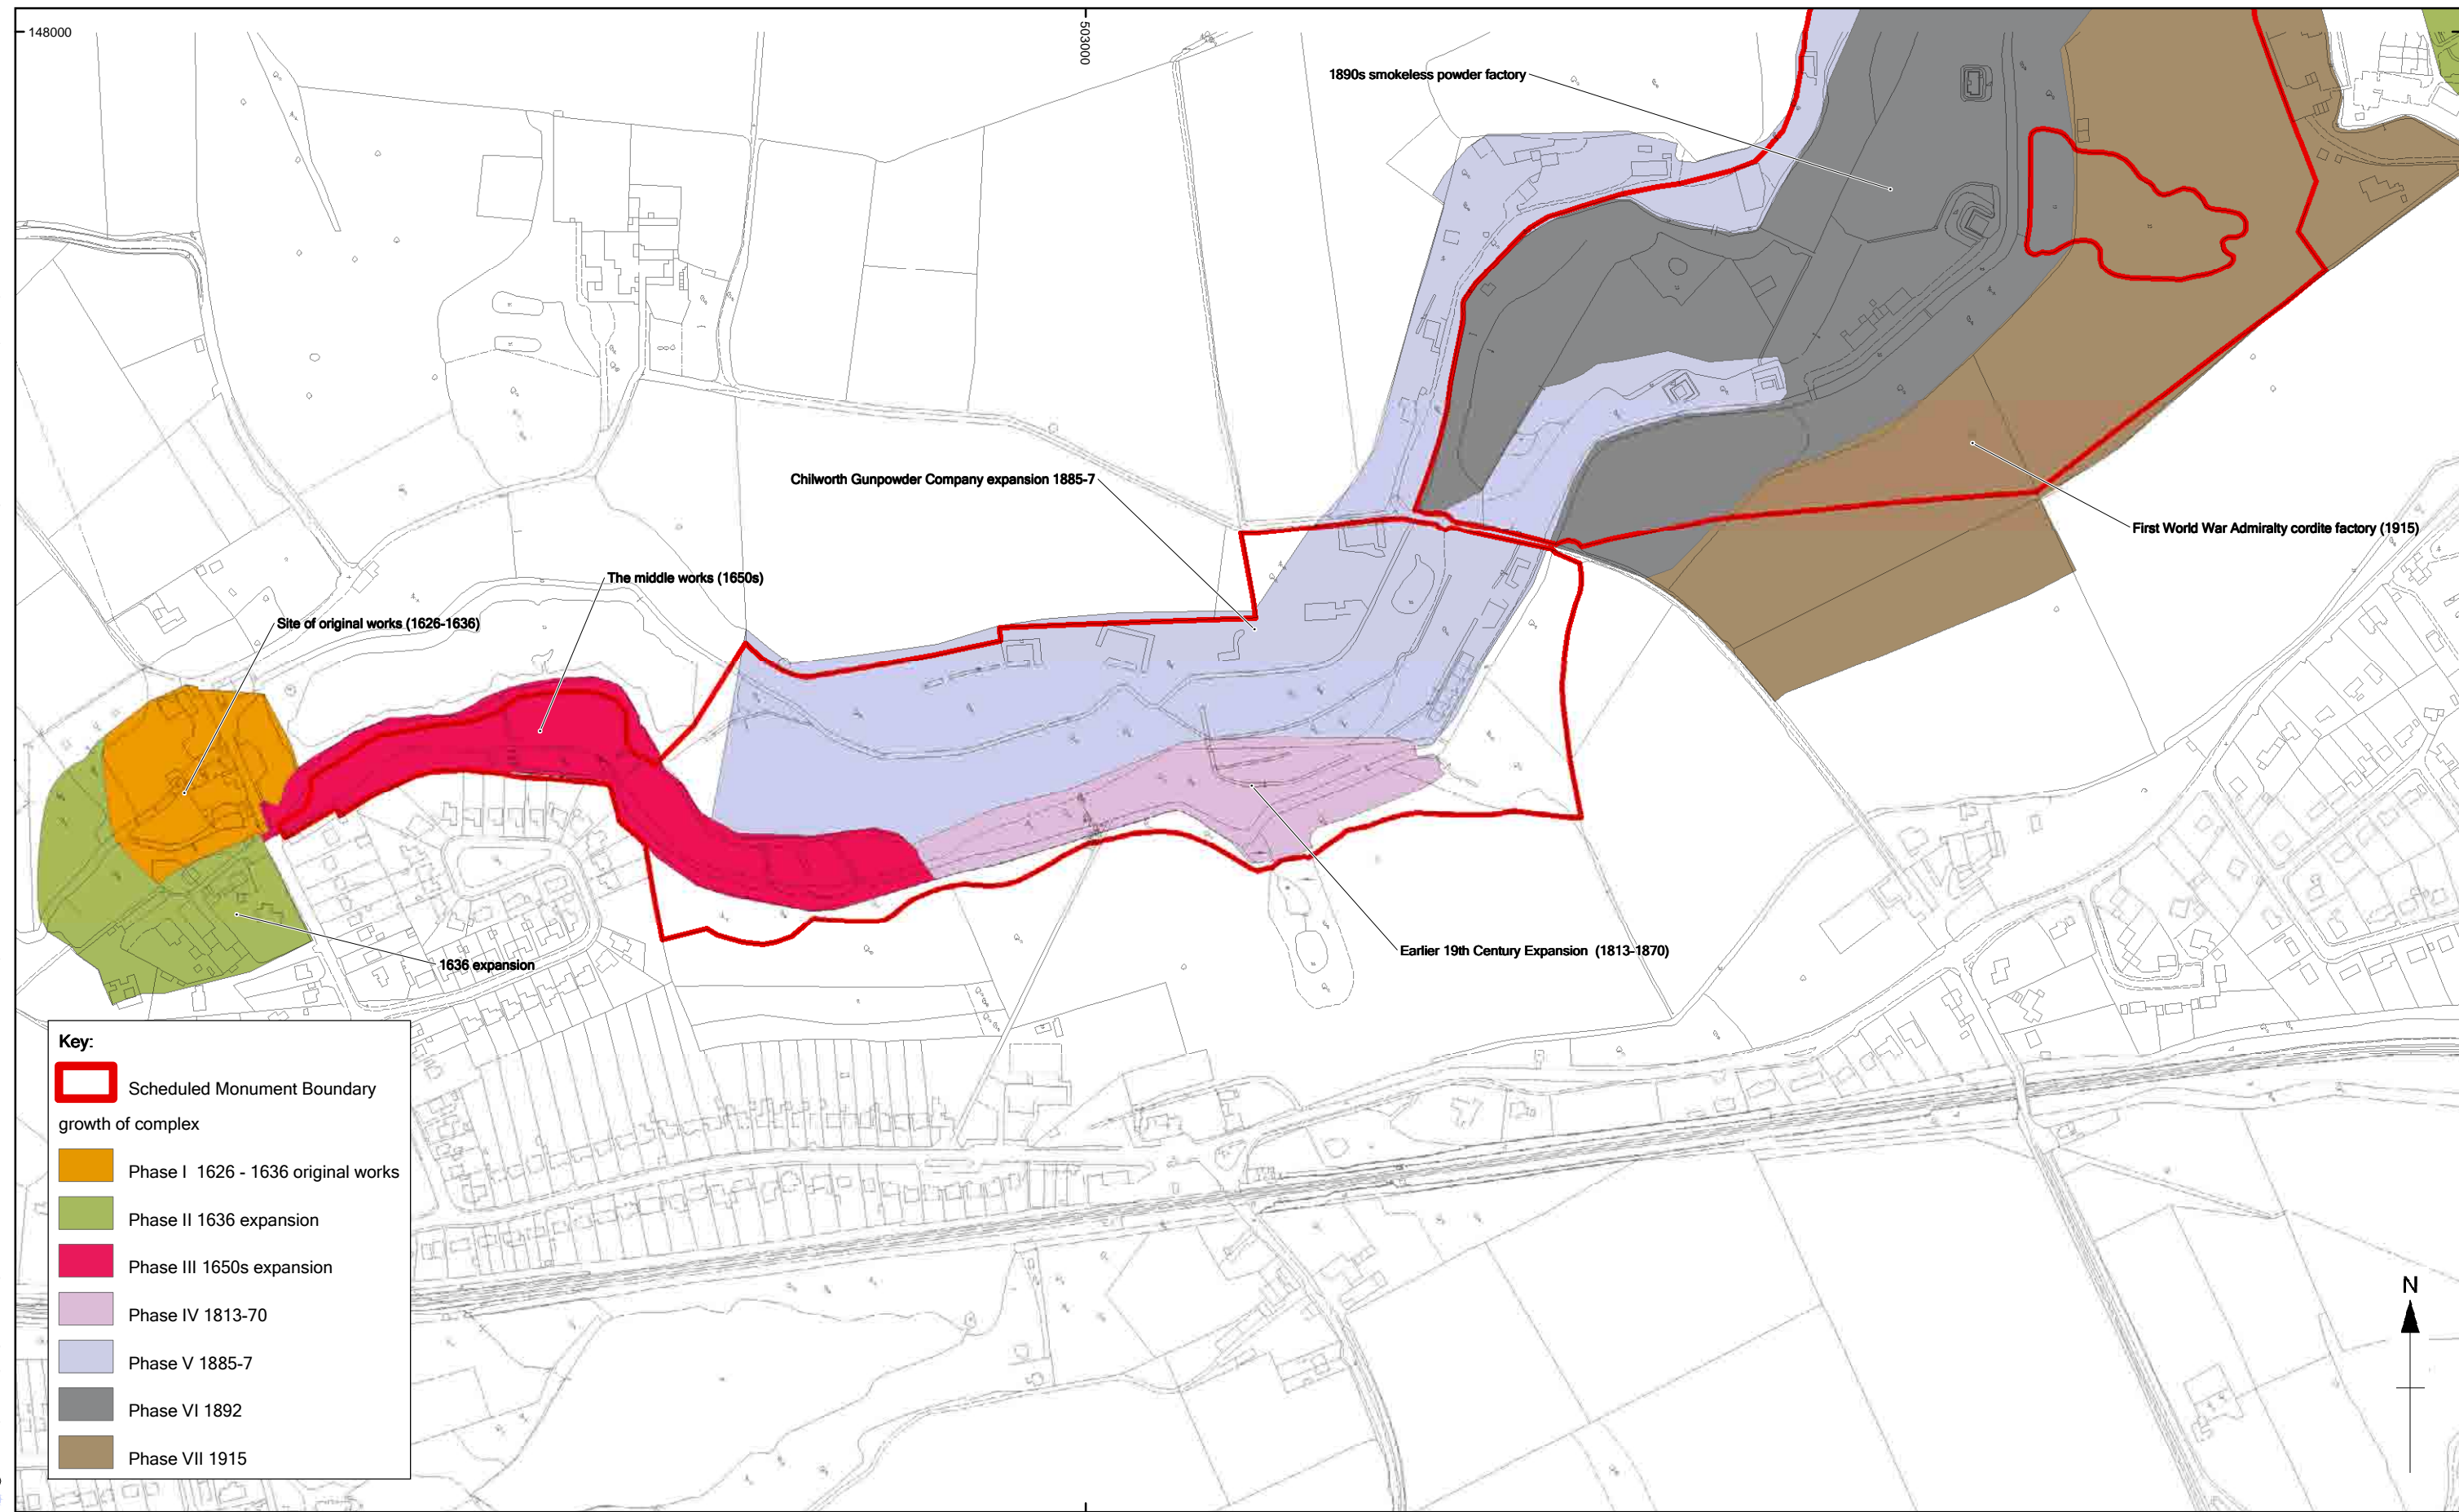 148000
503000
1890s smokeless powder factory
Chilworth Gunpowder Company expansion 1885-7
First World War Admiralty cordite factory (1915)
The middle works (1650s)
Site of original works (1626-1636)
Earlier 19th Century Expansion (1813-1870)
1636 expansion
Key:
Scheduled Monument Boundary
growth of complex
Phase I 1626 - 1636 original works
Phase II 1636 expansion
Phase III 1650s expansion
Phase IV 1813-70
Phase V 1885-7
Phase VI 1892
Phase VII 1915
N